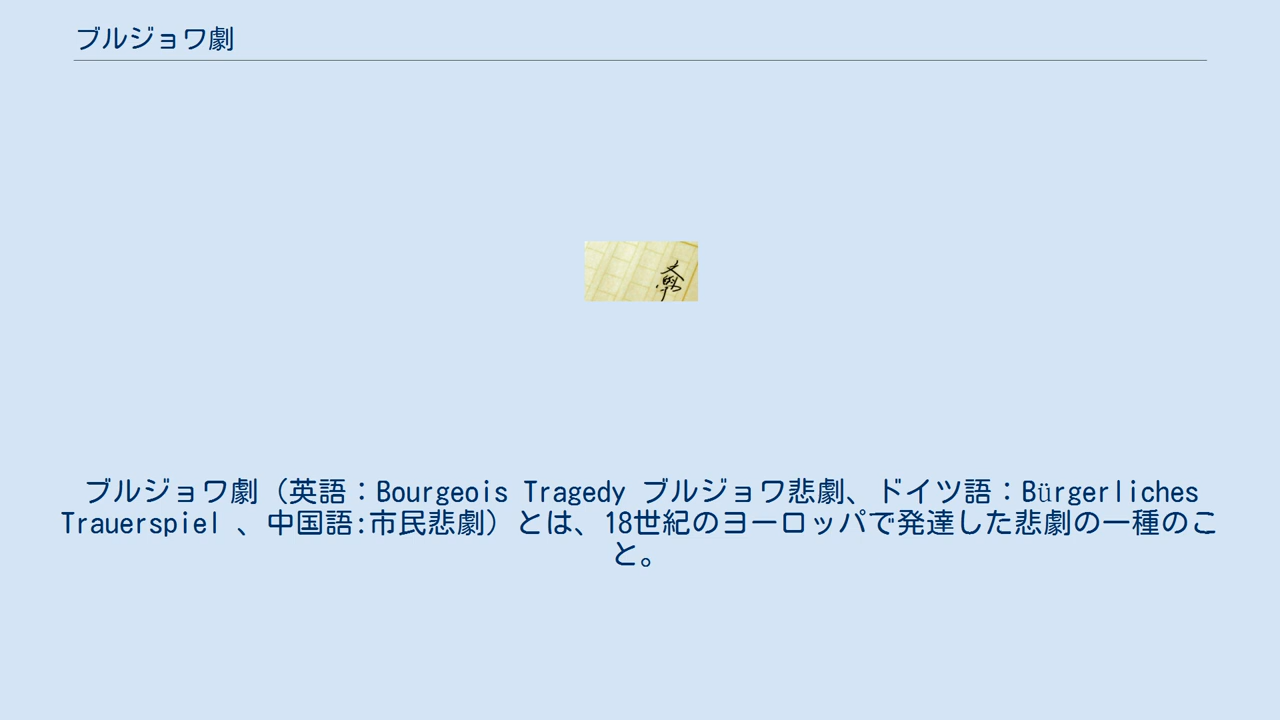 ブルジョワ劇
ブルジョワ劇（英語：Bourgeois Tragedy ブルジョワ悲劇、ドイツ語：Bürgerliches
Trauerspiel 、中国語:市民悲劇）とは、18世紀のヨーロッパで発達した悲劇の一種のこ
と。